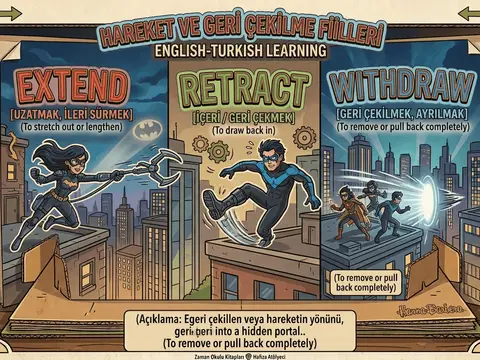 HAREKET VE GERİ ÇEKİLME FİİLLERİ
ENGLISH-TURKISH LEARNING
EXTEND
[UZATMAK, İLERİ SÜRMEK]
(To stretch out or lengthen)
RETRACT
[İÇERİ / GERİ ÇEKMEK]
(To draw back in)
WITHDRAW
[GERİ ÇEKİLMEK, AYRILMAK]
(To remove or pull back completely)
(To remove or pull
back completely)
(Açıklama: Egeri çekillen veya hareketin yönünü,
geri geri into a hidden portal..
(To remove or pull back completely)
Zaman Okulu Kitapları Hafıza Atölyeci